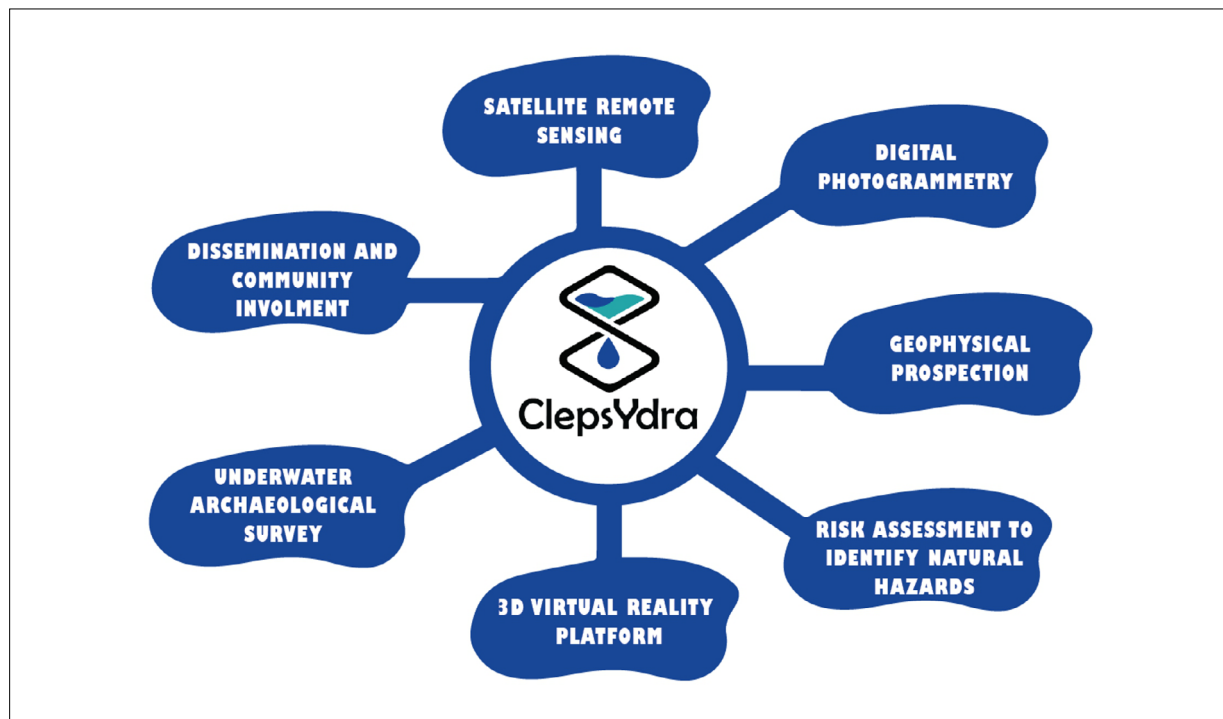 SATELLITE REMOTE
SENSING
DIGITAL
PHOTOGRAMMETRY
DISSEMINATION AND
COMMUNITY
INVOLMENT
GEOPHYSICAL
PROSPECTION
ClepsYdra
UNDERWATER
ARCHAEOLOGICAL
SURVEY
RISK ASSESSMENT TO
IDENTIFY NATURAL
HAZARDS
3D VIRTUAL REALITY
PLATFORM